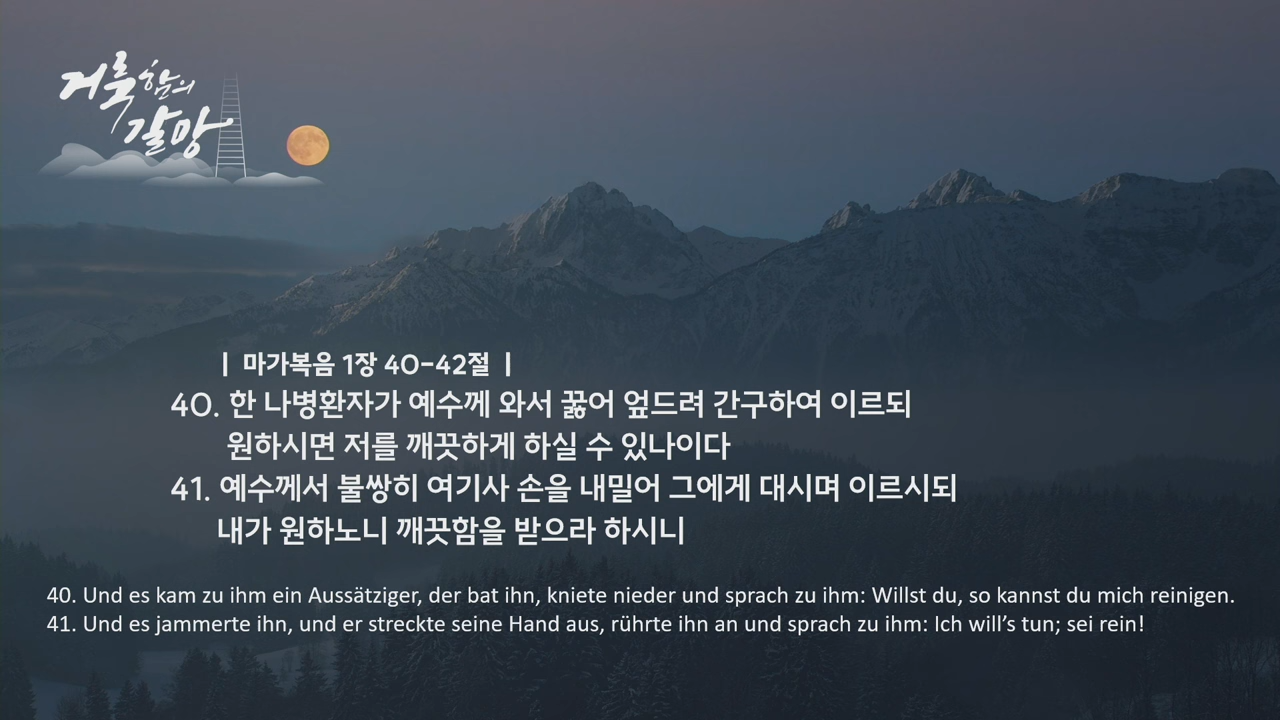 거룩함의
갈망
| 마가복음 1장 40-42절 |
40. 한 나병환자가 예수께 와서 꿇어 엎드려 간구하여 이르되
원하시면 저를 깨끗하게 하실 수 있나이다
41. 예수께서 불쌍히 여기사 손을 내밀어 그에게 대시며 이르시되
내가 원하노니 깨끗함을 받으라 하시니
40. Und es kam zu ihm ein Aussätziger, der bat ihn, kniete nieder und sprach zu ihm: Willst du, so kannst du mich reinigen.
41. Und es jammerte ihn, und er streckte seine Hand aus, rührte ihn an und sprach zu ihm: Ich will’s tun; sei rein!